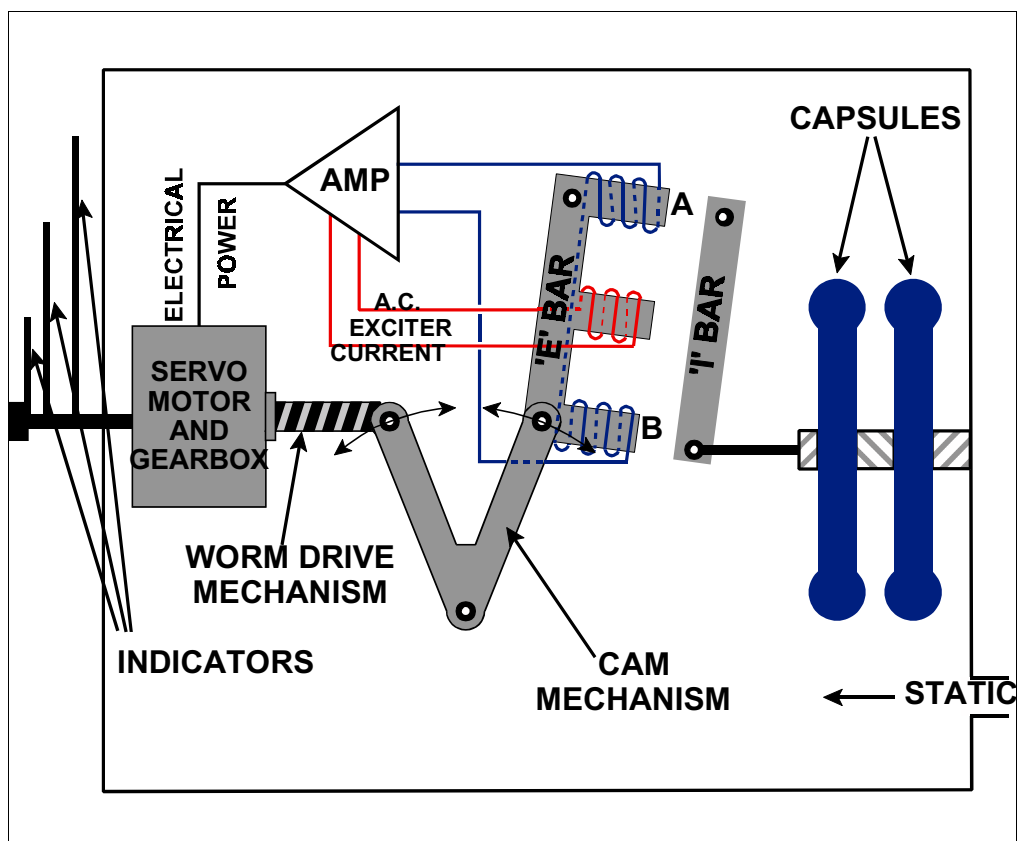 CAPSULES
AMP
ELECTRICAL
POWER
A
'E' BAR
'I' BAR
A.C.
EXCITER
CURRENT
SERVO
MOTOR
AND
GEARBOX
B
WORM DRIVE
MECHANISM
INDICATORS
CAM
MECHANISM
STATIC